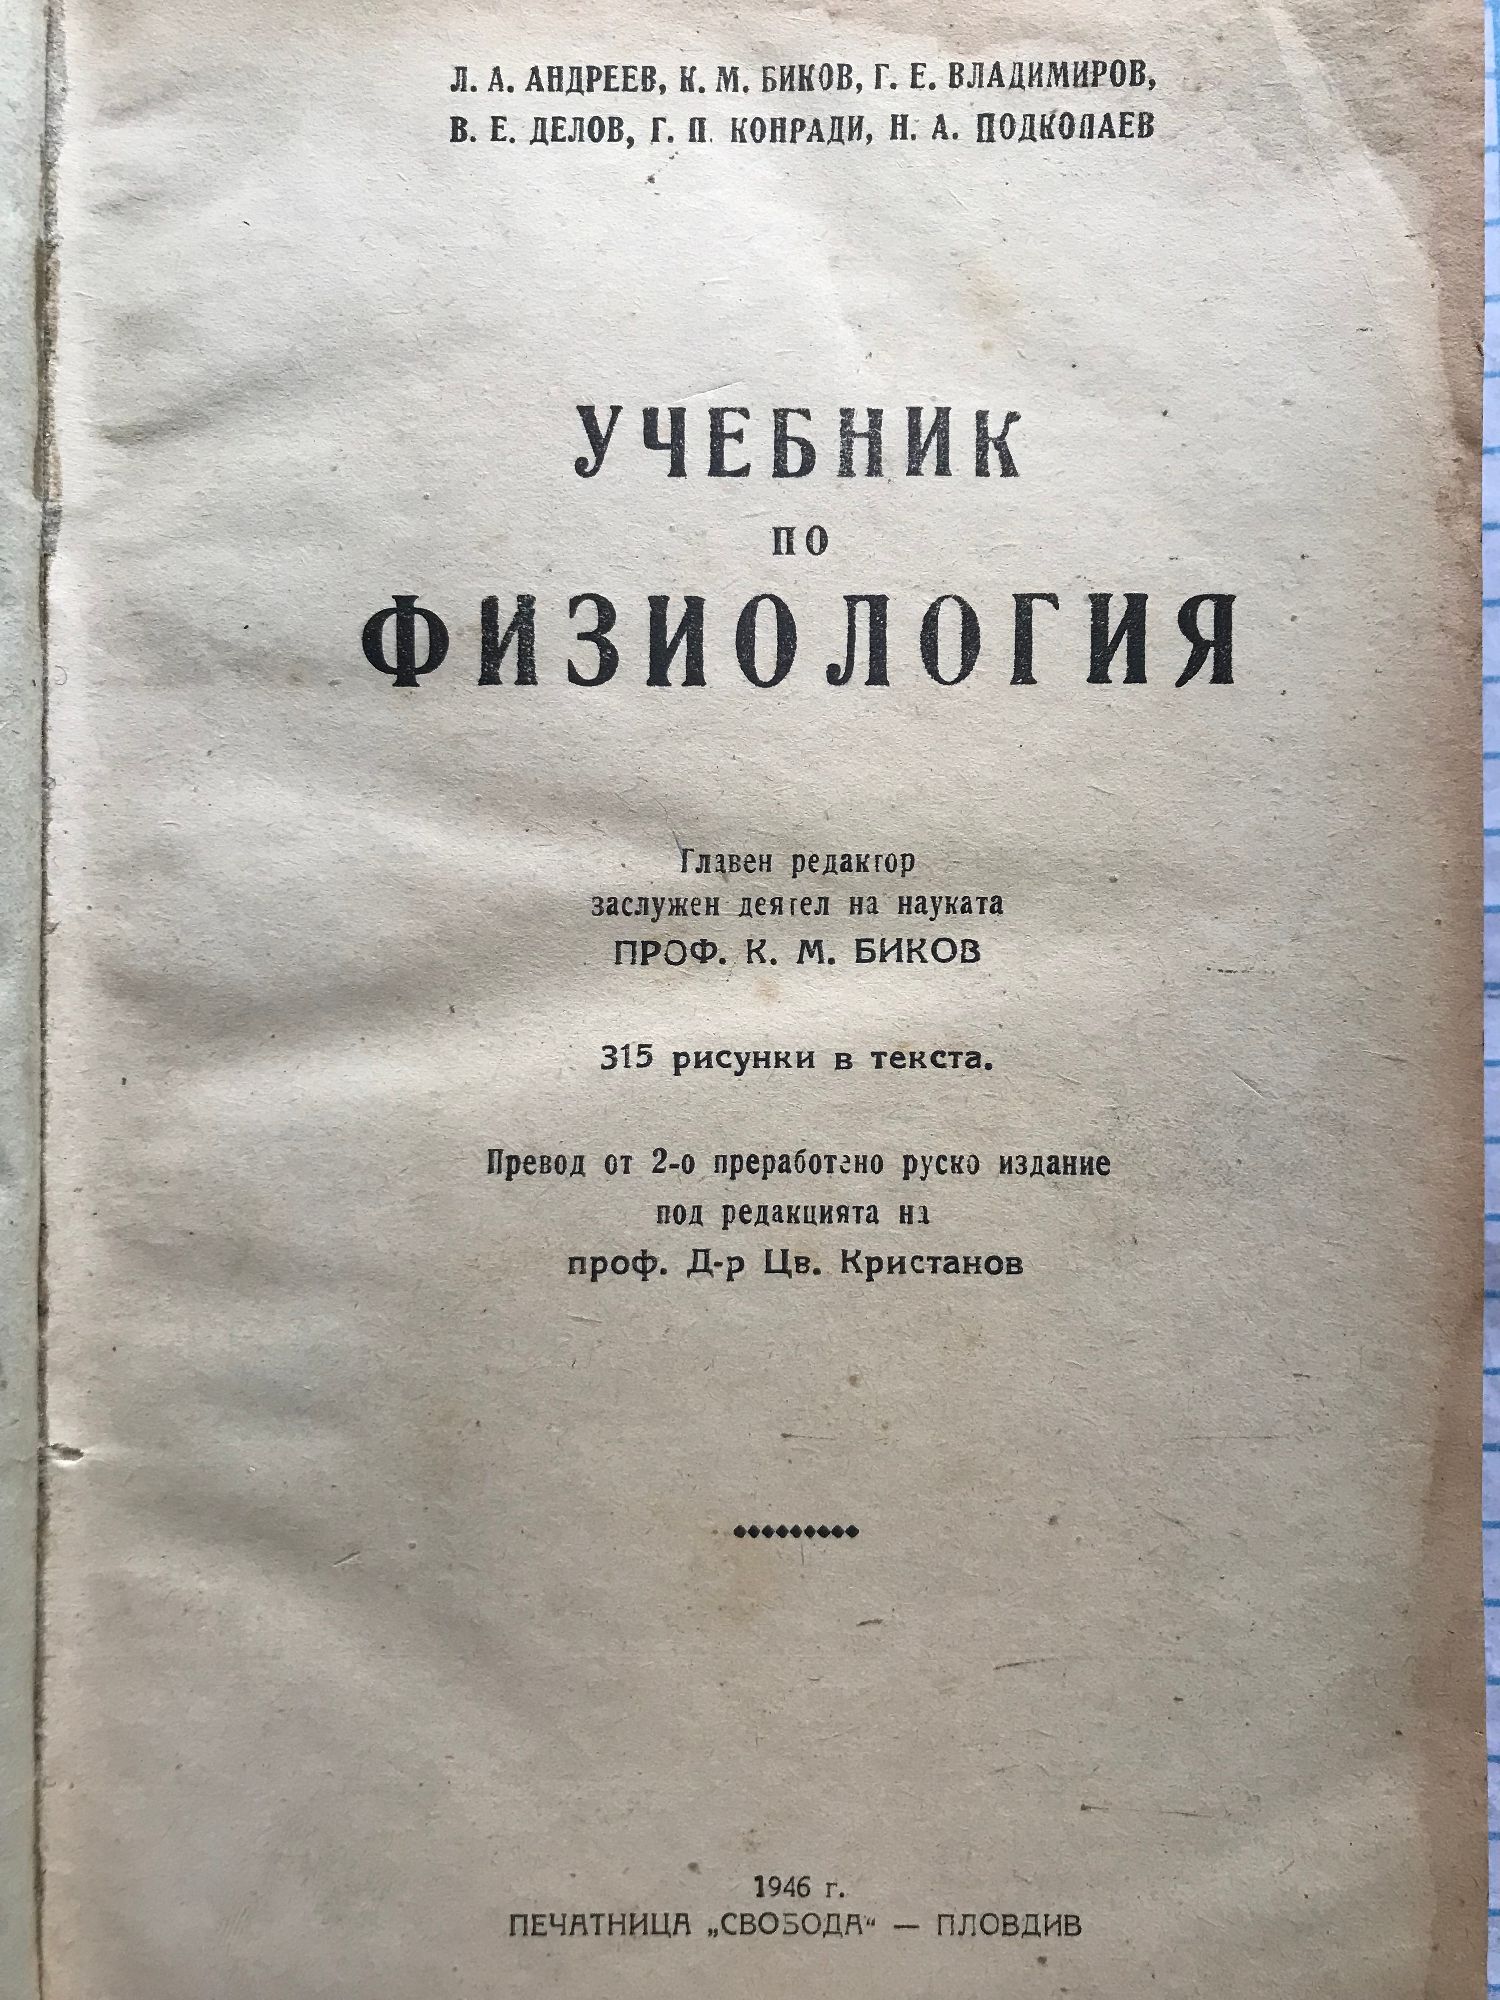 Л. А. АНДРЕЕВ, К. М. БИКОВ, Г. Е. ВЛАДИМИРОВ,
В. Е. ДЕЛОВ, Г. П. КОНРАДИ, Н. А. ПОДКОПАЕВ
УЧЕБНИК
ПО
ФИЗИОЛОГИЯ
Главен редактор
заслужен деятел на науката
ПРОФ. К. М. БИКОВ
315 рисунки в текста.
Превод от 2-о преработено руско издание
под редакцията на
проф. Д-р Цв. Кристанов
1946 г.
ПЕЧАТНИЦА „СВОБОДА“ — ПЛОВДИВ